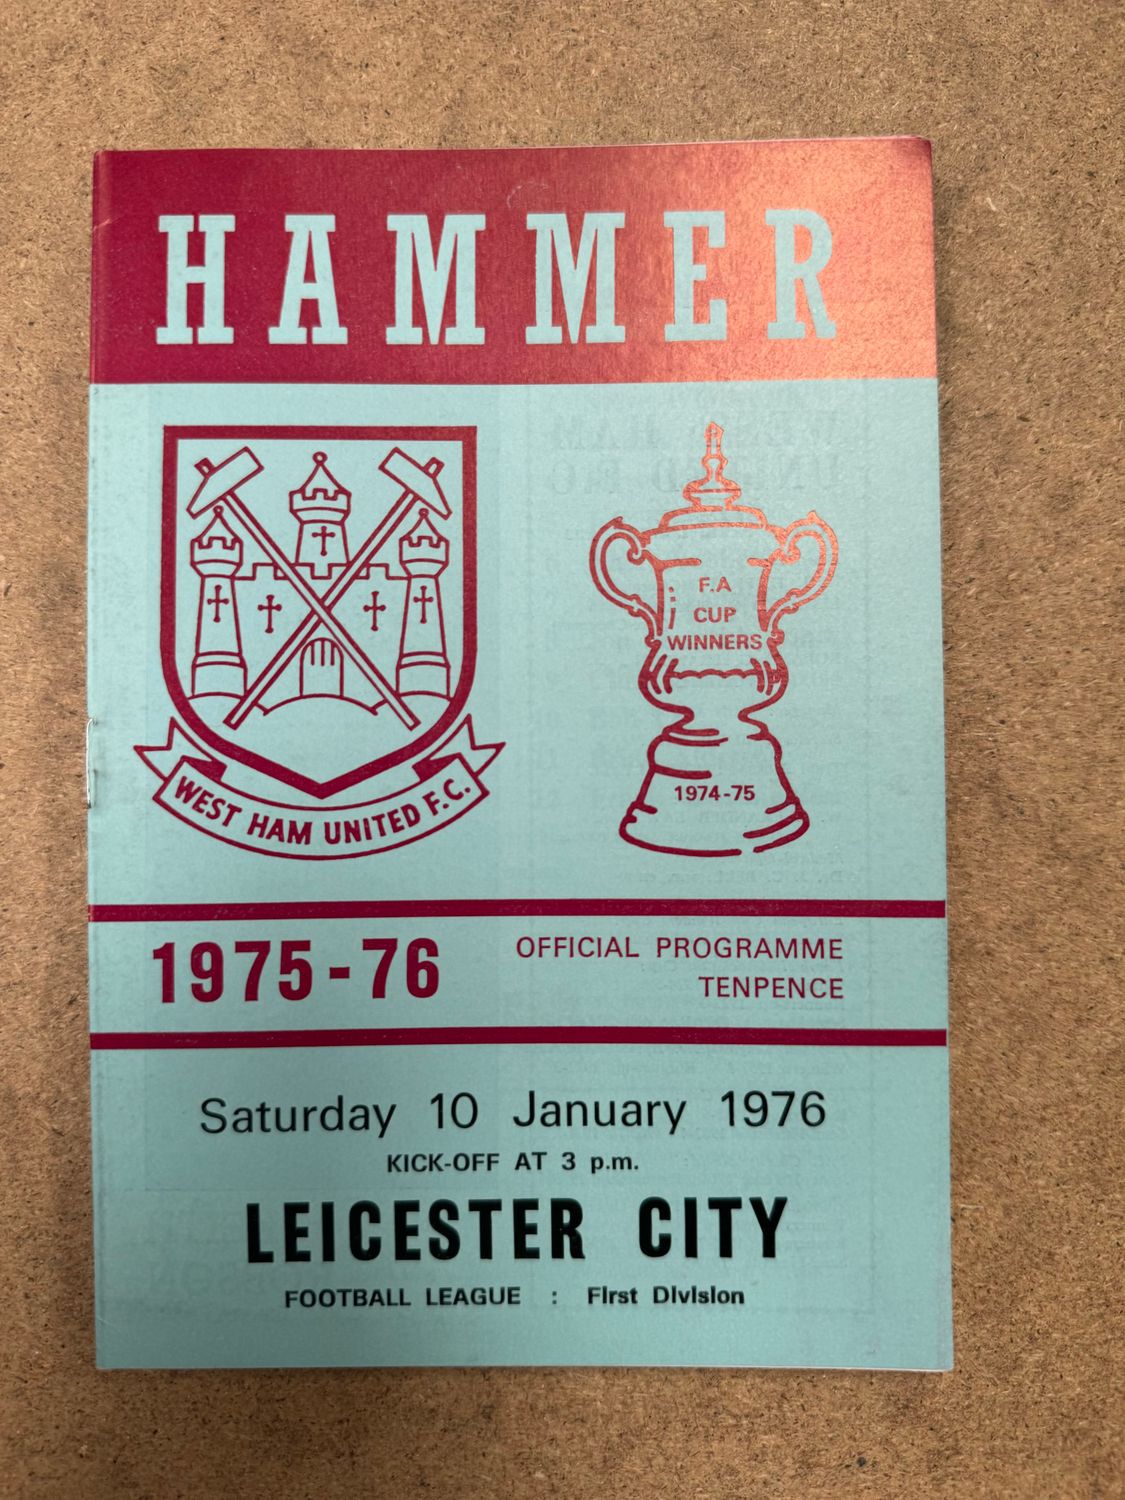 HAMMER
WEST HAM UNITED F.C.
F.A
CUP
WINNERS
1974-75
1975-76
OFFICIAL PROGRAMME
TENPENCE
Saturday 10 January 1976
KICK-OFF AT 3 p.m.
LEICESTER CITY
FOOTBALL LEAGUE : First Division